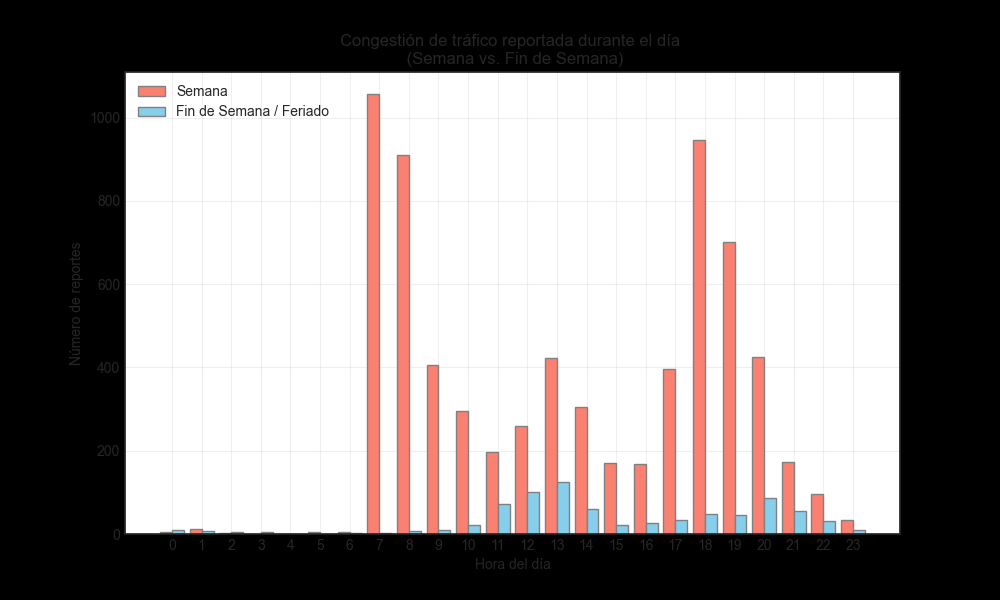 Congestión de tráfico reportada durante el día
(Semana vs. Fin de Semana)
Semana
Fin de Semana / Feriado
Número de reportes
1000
800
600
400
200
0
0 1 2 3 4 5 6 7 8 9 10 11 12 13 14 15 16 17 18 19 20 21 22 23
Hora del día